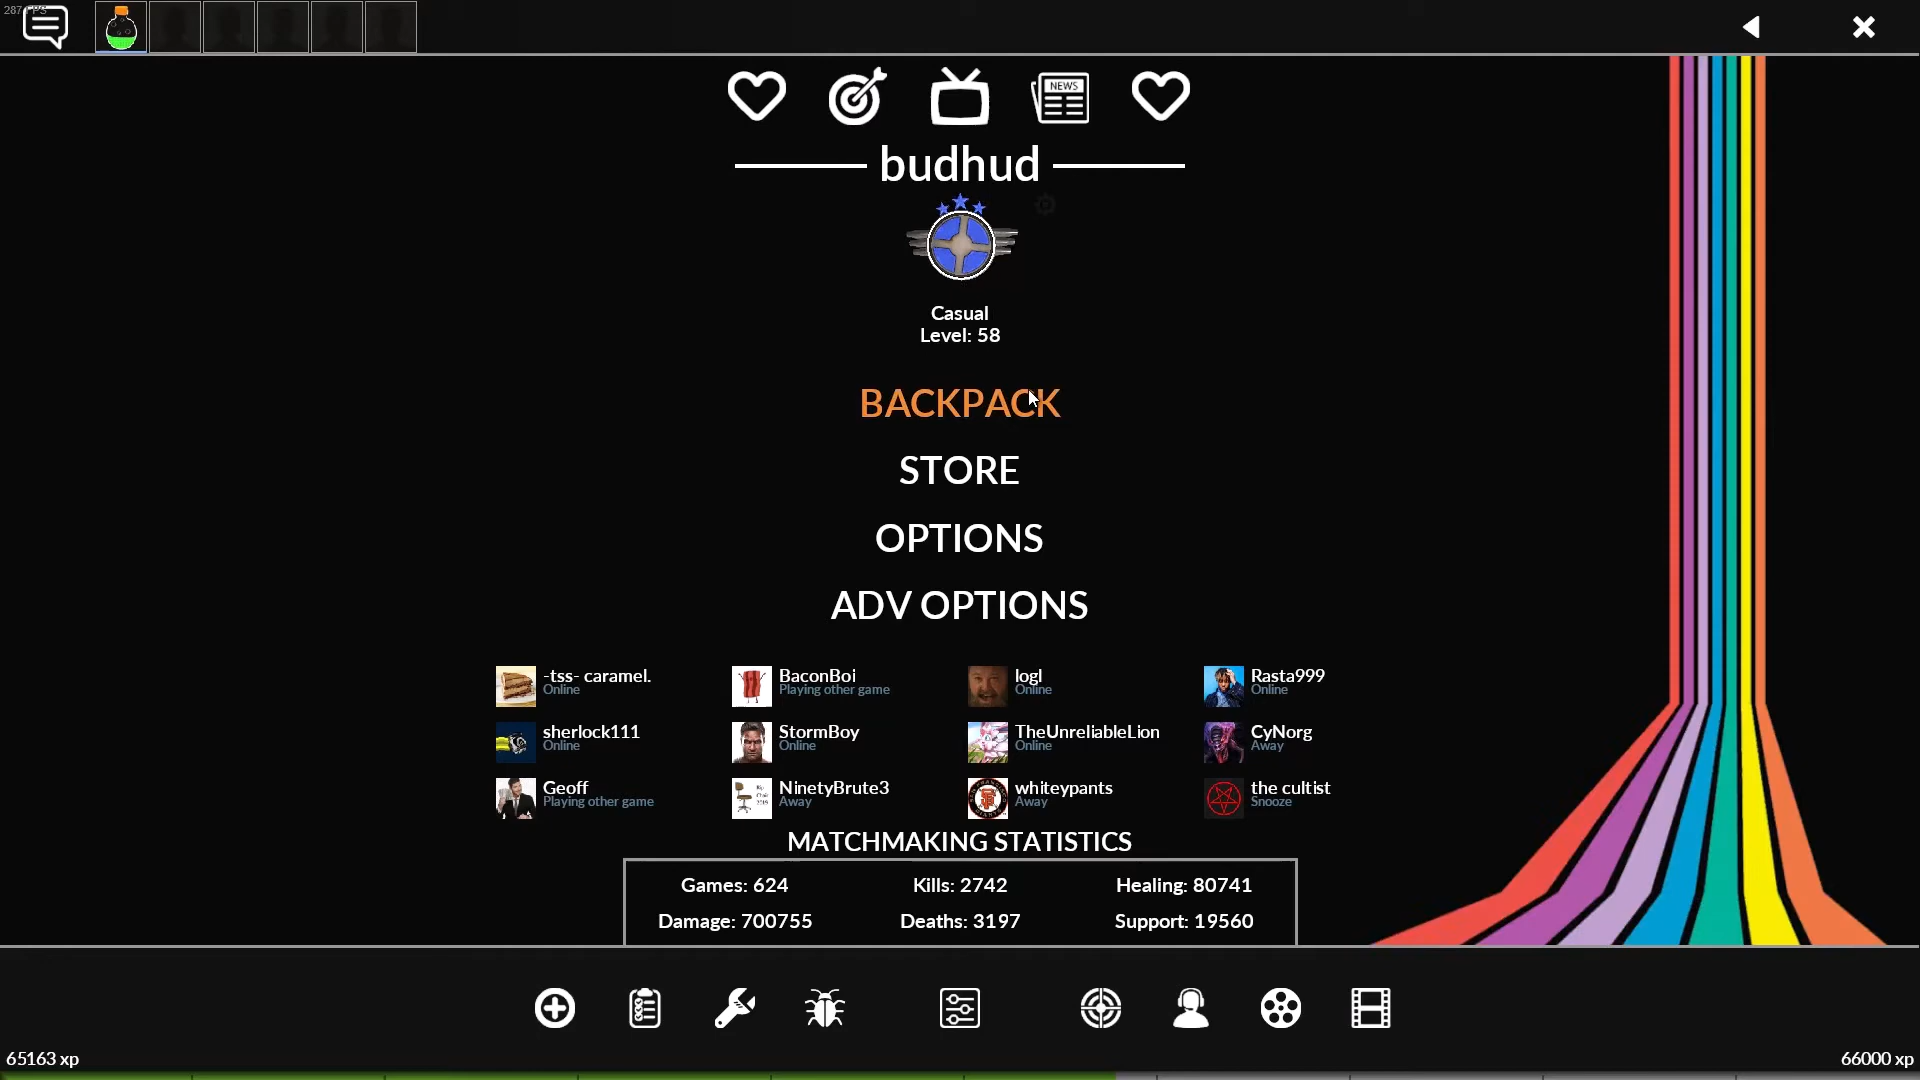 287 FPS
NEWS
budhud
Casual
Level: 58
BACKPACK
STORE
OPTIONS
ADV OPTIONS
-tss- caramel.
Online
BaconBoi
Playing other game
logl
Online
Rasta999
Online
sherlock111
Online
StormBoy
Online
TheUnreliableLion
Online
CyNorg
Away
Geoff
Playing other game
NinetyBrute3
Away
whiteypants
Away
the cultist
Snooze
MATCHMAKING STATISTICS
Games: 624 Kills: 2742 Healing: 80741
Damage: 700755 Deaths: 3197 Support: 19560
65163 xp
66000 xp